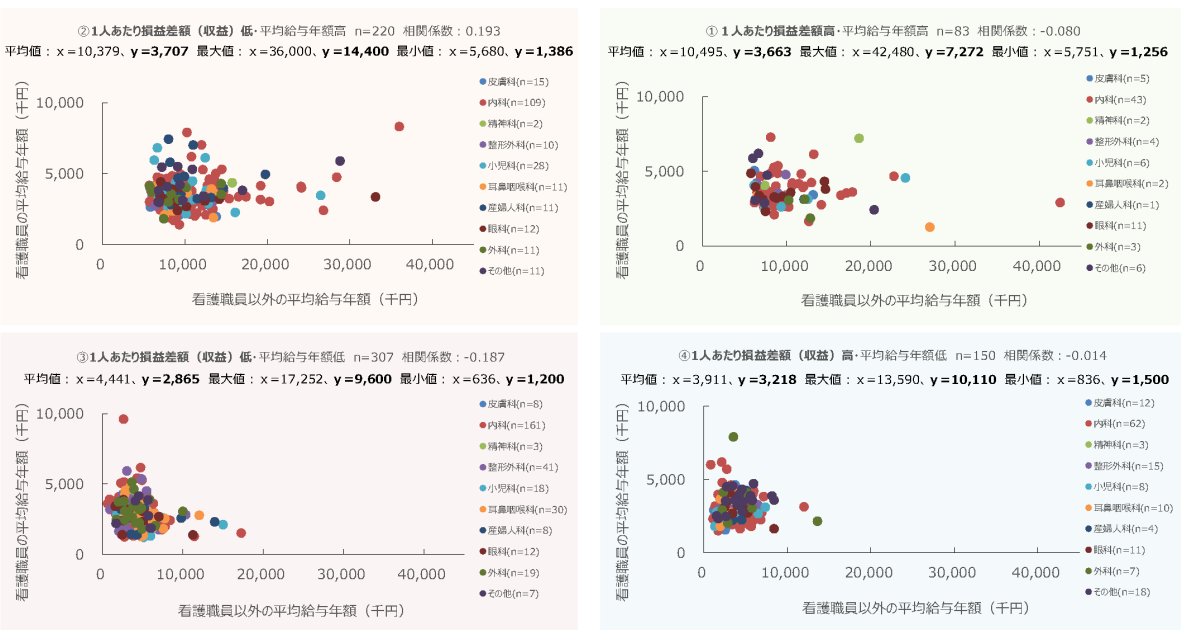 ②1人あたり損益差額（収益）低･平均給与年額高 n=220 相関係数：0.193
平均値： x=10,379、y=3,707 最大値： x=36,000、y=14,400 最小値： x=5,680、y=1,386
看護職員の平均給与年額（千円）
10,000
5,000
0
0
10,000
20,000
30,000
40,000
看護職員以外の平均給与年額（千円）
皮膚科(n=15)
内科(n=109)
精神科(n=2)
整形外科(n=10)
小児科(n=28)
耳鼻咽喉科(n=11)
産婦人科(n=11)
眼科(n=12)
外科(n=11)
その他(n=11)
① 1人あたり損益差額高･平均給与年額高 n=83 相関係数：-0.080
平均値： x=10,495、y=3,663 最大値： x=42,480、y=7,272 最小値： x=5,751、y=1,256
看護職員の平均給与年額（千円）
10,000
5,000
0
0
10,000
20,000
30,000
40,000
看護職員以外の平均給与年額（千円）
皮膚科(n=5)
内科(n=43)
精神科(n=2)
整形外科(n=4)
小児科(n=6)
耳鼻咽喉科(n=2)
産婦人科(n=1)
眼科(n=11)
外科(n=3)
その他(n=6)
③1人あたり損益差額（収益）低･平均給与年額低 n=307 相関係数：-0.187
平均値： x=4,441、y=2,865 最大値： x=17,252、y=9,600 最小値： x=636、y=1,200
看護職員の平均給与年額（千円）
10,000
5,000
0
0
10,000
20,000
30,000
40,000
看護職員以外の平均給与年額（千円）
皮膚科(n=8)
内科(n=161)
精神科(n=3)
整形外科(n=41)
小児科(n=18)
耳鼻咽喉科(n=30)
産婦人科(n=8)
眼科(n=12)
外科(n=19)
その他(n=7)
④1人あたり損益差額（収益）高･平均給与年額低 n=150 相関係数：-0.014
平均値： x=3,911、y=3,218 最大値： x=13,590、y=10,110 最小値： x=836、y=1,500
看護職員の平均給与年額（千円）
10,000
5,000
0
0
10,000
20,000
30,000
40,000
看護職員以外の平均給与年額（千円）
皮膚科(n=12)
内科(n=62)
精神科(n=3)
整形外科(n=15)
小児科(n=8)
耳鼻咽喉科(n=10)
産婦人科(n=4)
眼科(n=11)
外科(n=7)
その他(n=18)